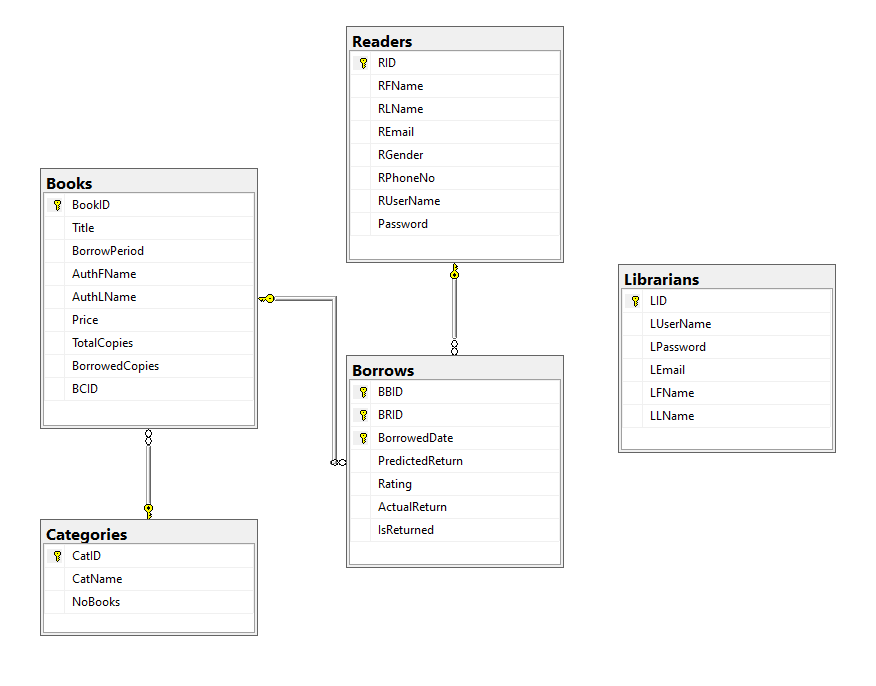 Readers
RID
RFName
RLName
REmail
RGender
RPhoneNo
RUserName
Password
Books
BookID
Title
BorrowPeriod
AuthFName
AuthLName
Price
TotalCopies
BorrowedCopies
BCID
Librarians
LID
LUserName
LPassword
LEmail
LFName
LLName
Borrows
BBID
BRID
BorrowedDate
PredictedReturn
Rating
ActualReturn
IsReturned
Categories
CatID
CatName
NoBooks